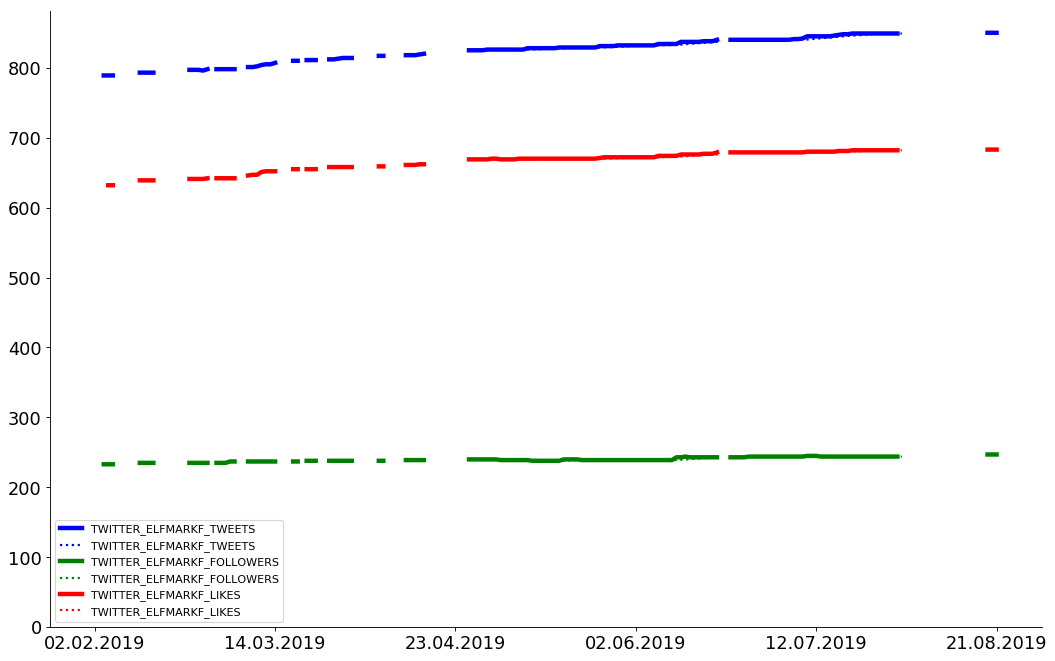 800
700
600
500
400
300
200
100
0
TWITTER_ELFMARKF_TWEETS
TWITTER_ELFMARKF_TWEETS
TWITTER_ELFMARKF_FOLLOWERS
TWITTER_ELFMARKF_FOLLOWERS
TWITTER_ELFMARKF_LIKES
TWITTER_ELFMARKF_LIKES
02.02.2019 14.03.2019 23.04.2019 02.06.2019 12.07.2019 21.08.2019